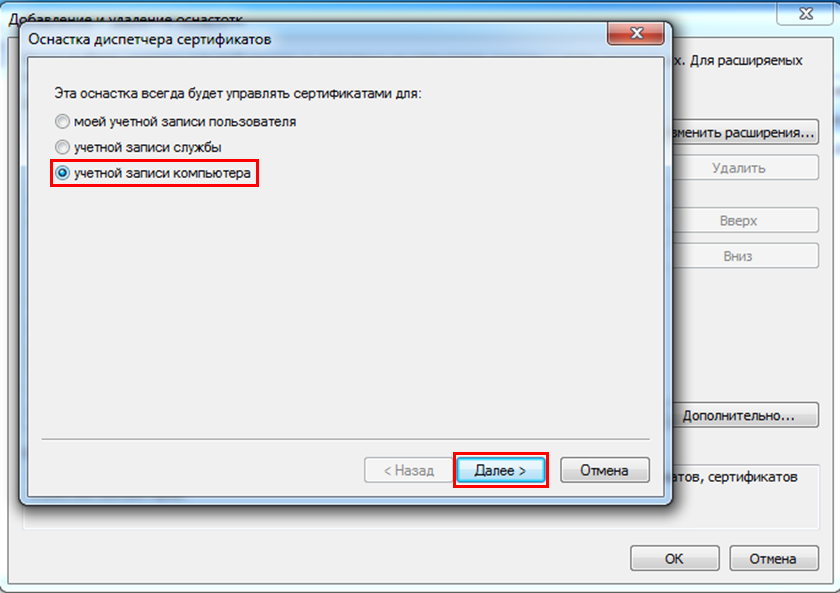 Добавление и удаление оснасток
Оснастка диспетчера сертификатов
х. Для расширяемых
Эта оснастка всегда будет управлять сертификатами для:
моей учетной записи пользователя
зменить расширения...
учетной записи службы
Удалить
учетной записи компьютера
Вверх
Вниз
Дополнительно...
< Назад
Далее >
Отмена
атов, сертификатов
ОК
Отмена